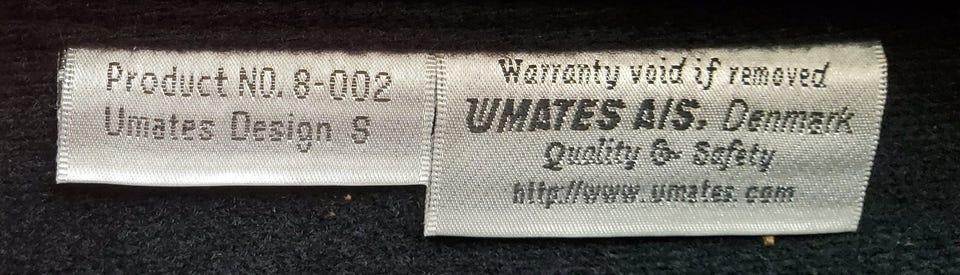 Product NO. 8-002
Umates Design S
Warranty void if removed
UMATES A/S. Denmark
Quality & Safety
http://www.umates.com